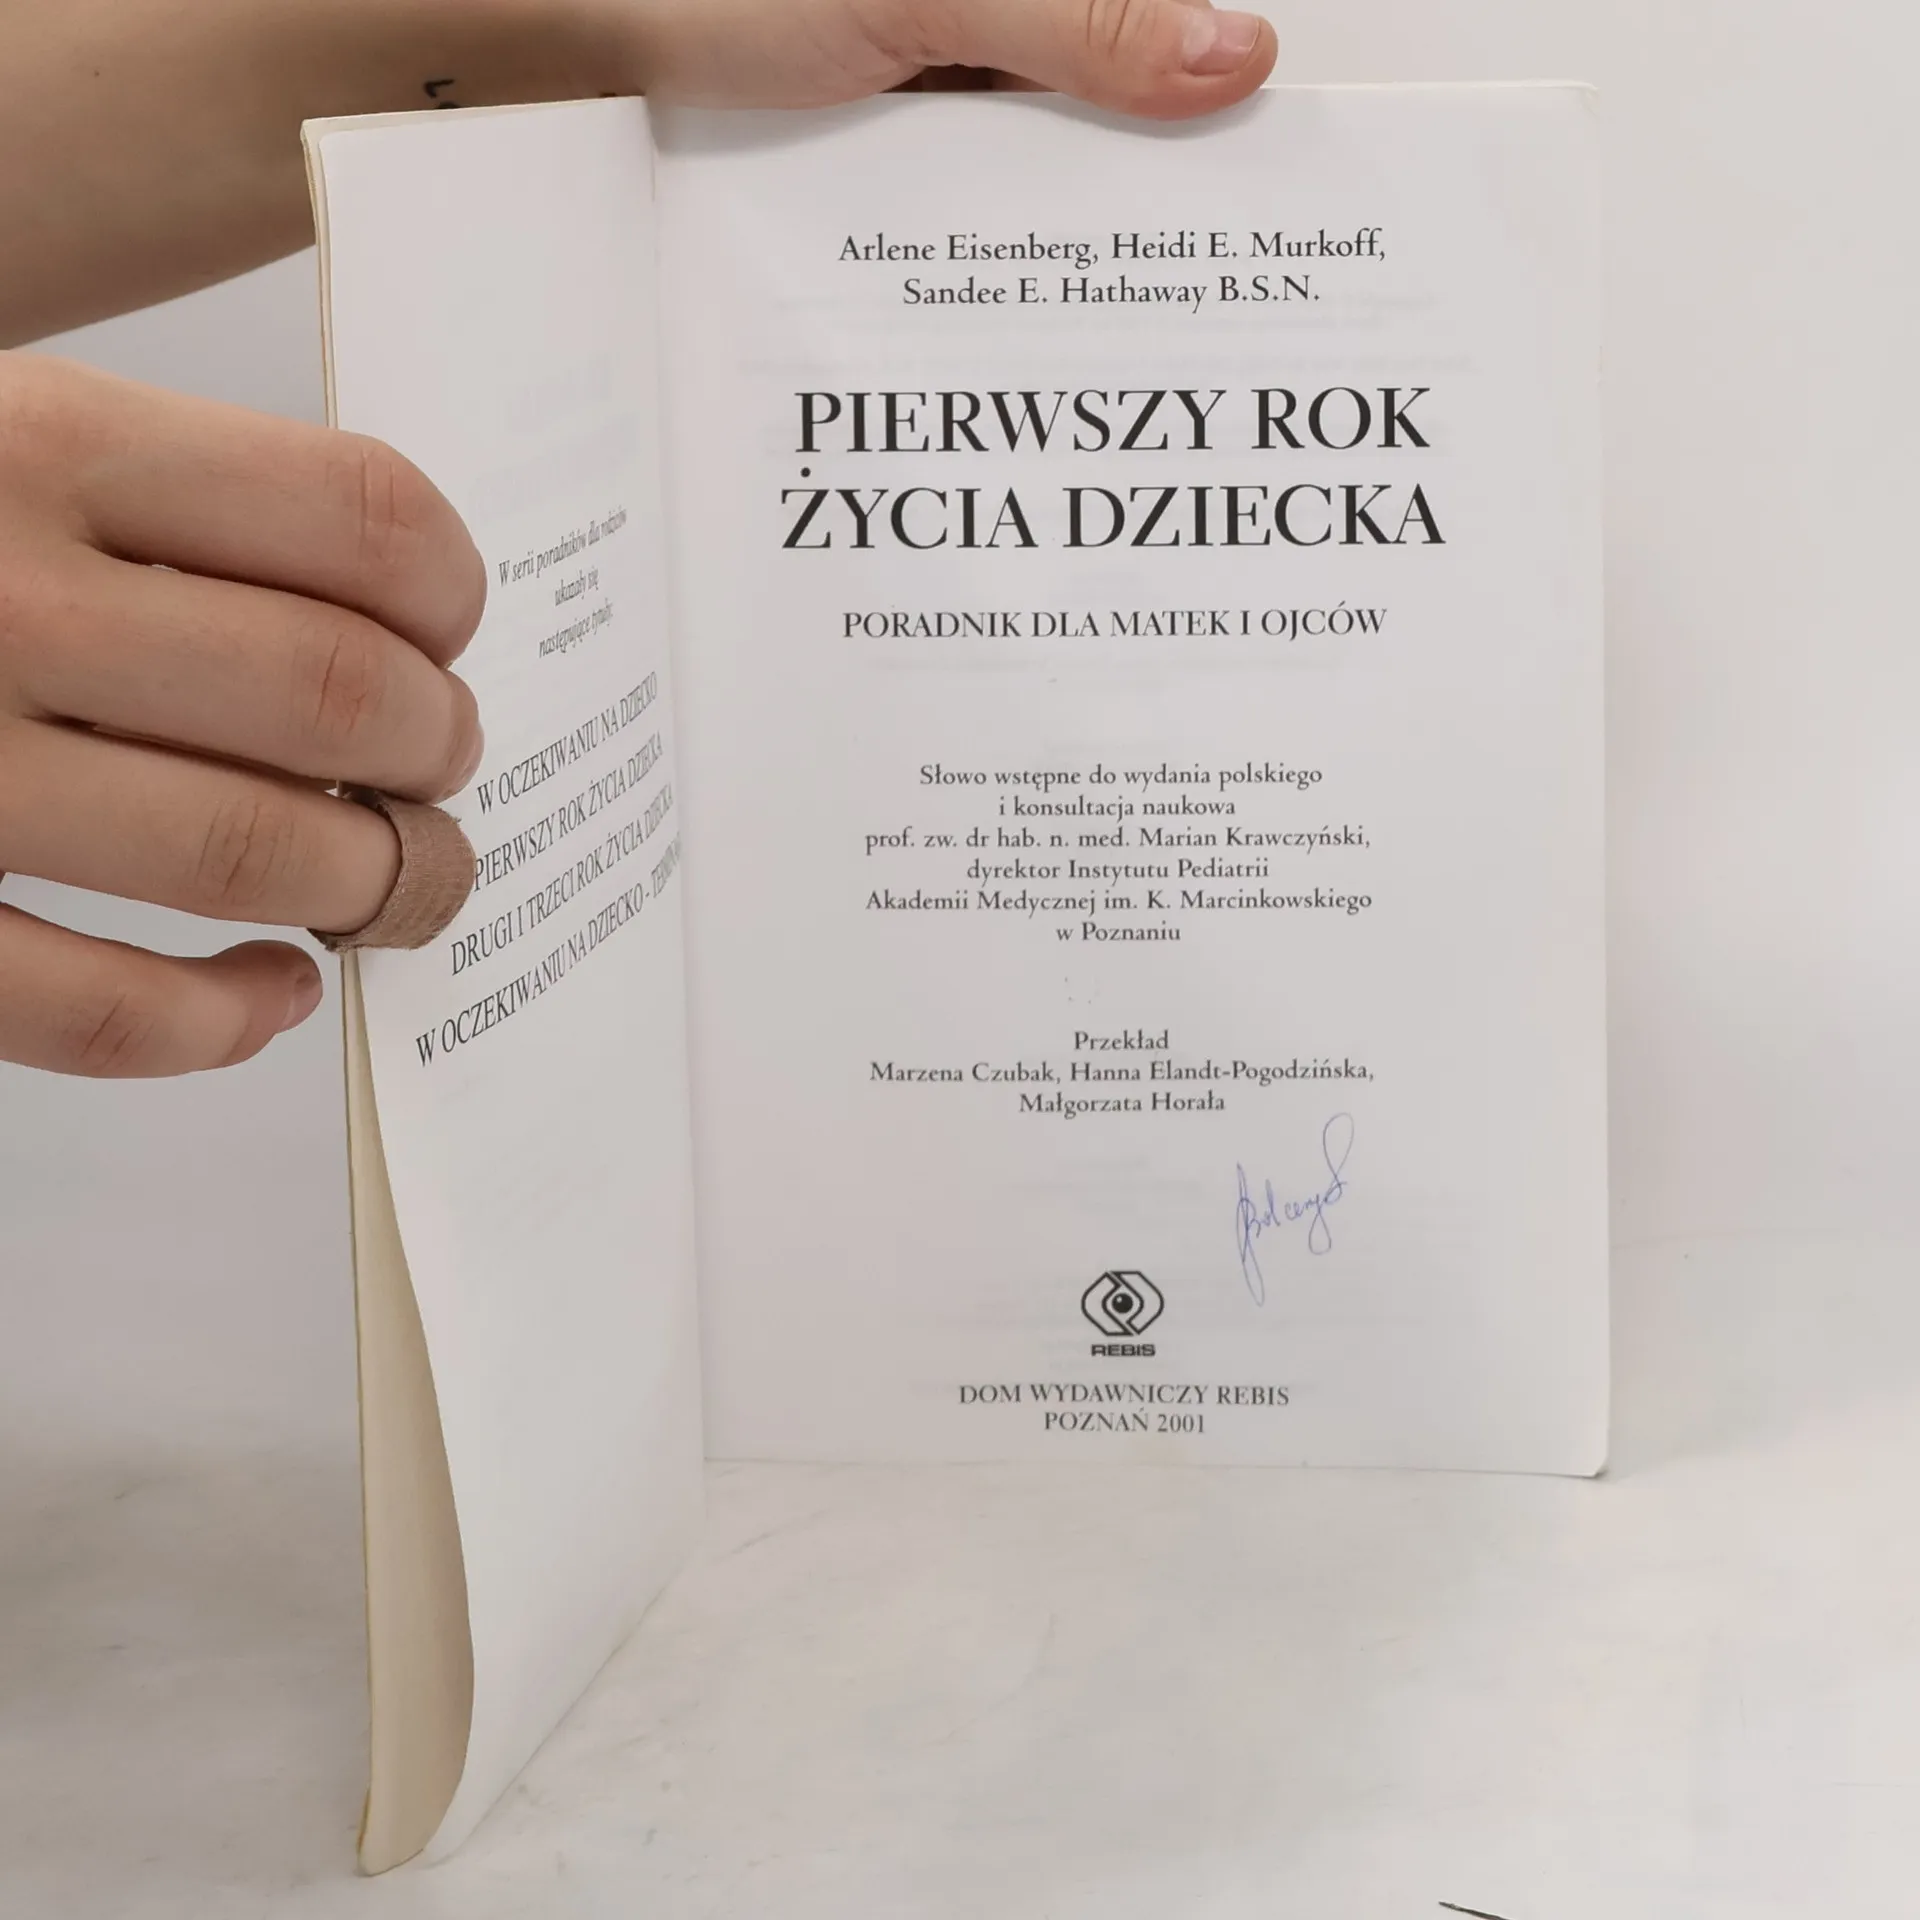 W serii poradników dla rodziców
ukazały się
następujące tytuły:
W OCZEKIWANIU NA DZIECKO
PIERWSZY ROK ŻYCIA DZIECKA
DRUGI I TRZECI ROK ŻYCIA DZIECKA
W OCZEKIWANIU NA DZIECKO -
Arlene Eisenberg, Heidi E. Murkoff,
Sandee E. Hathaway B.S.N.
PIERWSZY ROK
ŻYCIA DZIECKA
PORADNIK DLA MATEK I OJCÓW
Słowo wstępne do wydania polskiego
i konsultacja naukowa
prof. zw. dr hab. n. med. Marian Krawczyński,
dyrektor Instytutu Pediatrii
Akademii Medycznej im. K. Marcinkowskiego
w Poznaniu
Przekład
Marzena Czubak, Hanna Elandt-Pogodzińska,
Małgorzata Horała
REBIS
DOM WYDAWNICZY REBIS
POZNAŃ 2001